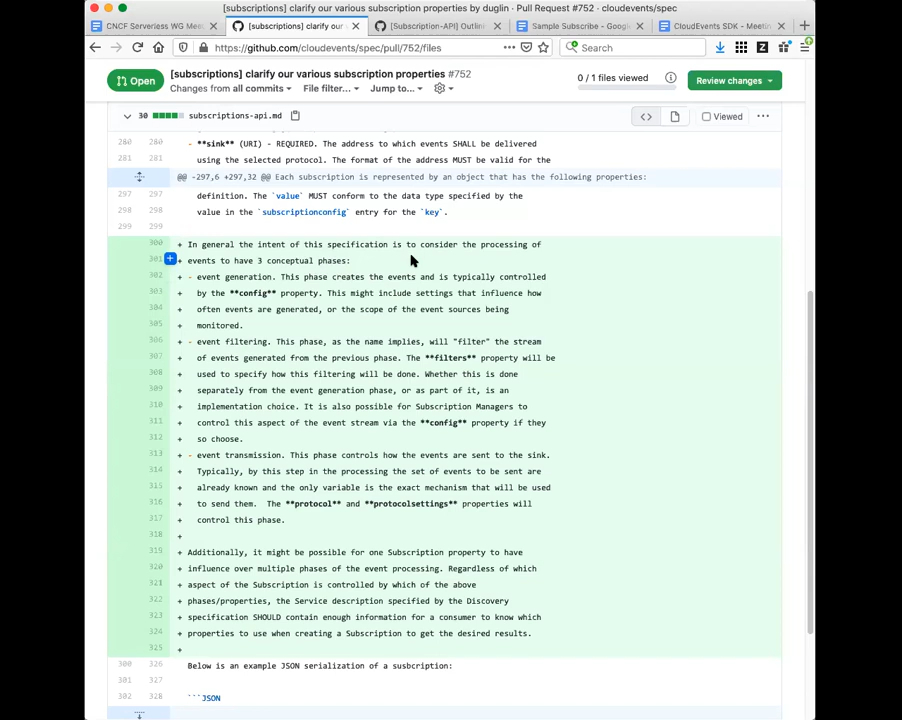 [subscriptions] clarify our various subscription properties by duglin · Pull Request #752 · cloudevents/spec
CNCF Serverless WG Mee
[subscriptions] clarify our var
[Subscription-API] Outlin
Sample Subscribe - Google
CloudEvents SDK - Meetin
https://github.com/cloudevents/spec/pull/752/files
Search
Open
[subscriptions] clarify our various subscription properties #752
Changes from all commits
File filter...
Jump to...
0 / 1 files viewed
Review changes
30
subscriptions-api.md
Viewed
280 280 - **sink** (URI) - REQUIRED. The address to which events SHALL be delivered
281 281 using the selected protocol. The format of the address MUST be valid for the
@@ -297,6 +297,32 @@ Each subscription is represented by an object that has the following properties:
297 297 definition. The `value` MUST conform to the data type specified by the
298 298 value in the `subscriptionconfig` entry for the `key`.
299 299
300 + In general the intent of this specification is to consider the processing of
301 + events to have 3 conceptual phases:
302 + - event generation. This phase creates the events and is typically controlled
303 + by the **config** property. This might include settings that influence how
304 + often events are generated, or the scope of the event sources being
305 + monitored.
306 + - event filtering. This phase, as the name implies, will "filter" the stream
307 + of events generated from the previous phase. The **filters** property will be
308 + used to specify how this filtering will be done. Whether this is done
309 + separately from the event generation phase, or as part of it, is an
310 + implementation choice. It is also possible for Subscription Managers to
311 + control this aspect of the event stream via the **config** property if they
312 + so choose.
313 + - event transmission. This phase controls how the events are sent to the sink.
314 + Typically, by this step in the processing the set of events to be sent are
315 + already known and the only variable is the exact mechanism that will be used
316 + to send them. The **protocol** and **protocolsettings** properties will
317 + control this phase.
318 +
319 + Additionally, it might be possible for one Subscription property to have
320 + influence over multiple phases of the event processing. Regardless of which
321 + aspect of the Subscription is controlled by which of the above
322 + phases/properties, the Service description specified by the Discovery
323 + specification SHOULD contain enough information for a consumer to know which
324 + properties to use when creating a Subscription to get the desired results.
325 +
300 326 Below is an example JSON serialization of a susbcription:
301 327
302 328 ```JSON